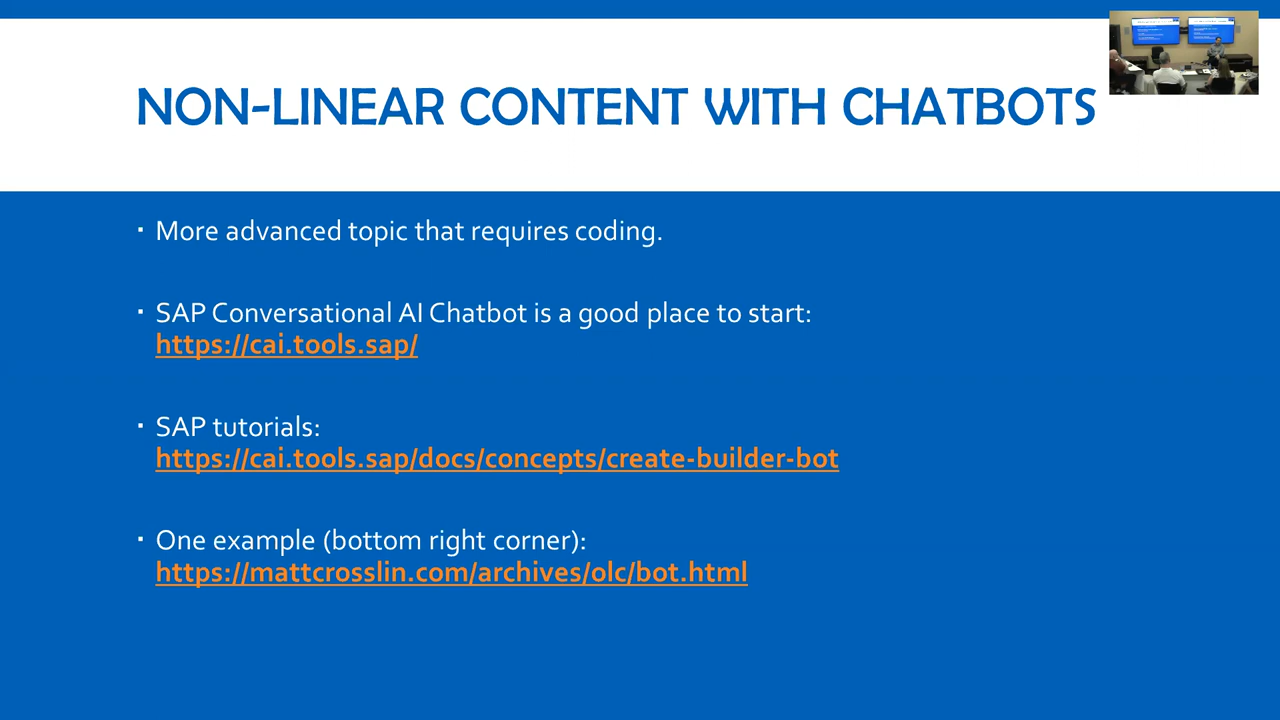 NON-LINEAR CONTENT WITH CHATBOTS
▪ More advanced topic that requires coding.
▪ SAP Conversational AI Chatbot is a good place to start:
https://cai.tools.sap/
▪ SAP tutorials:
https://cai.tools.sap/docs/concepts/create-builder-bot
▪ One example (bottom right corner):
https://mattcrosslin.com/archives/olc/bot.html